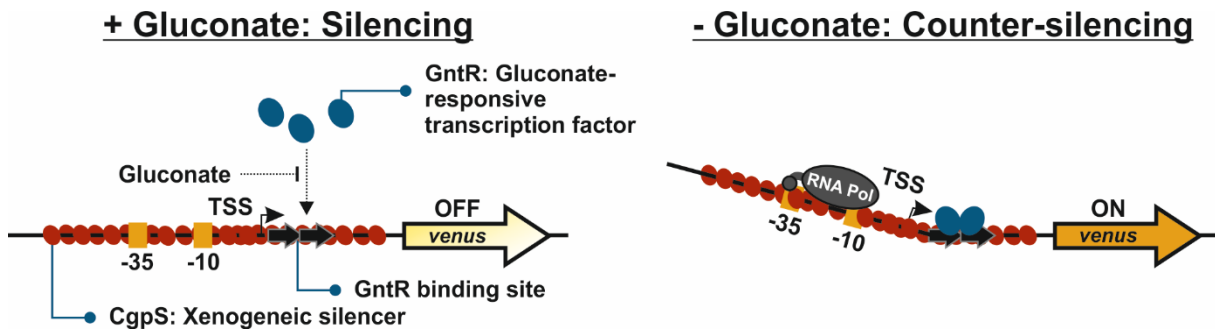 + Gluconate: Silencing
GntR: Gluconate-
responsive
transcription factor
Gluconate
TSS
OFF
venus
-35
-10
GntR binding site
CgpS: Xenogeneic silencer
- Gluconate: Counter-silencing
RNA Pol
TSS
ON
venus
-35
-10